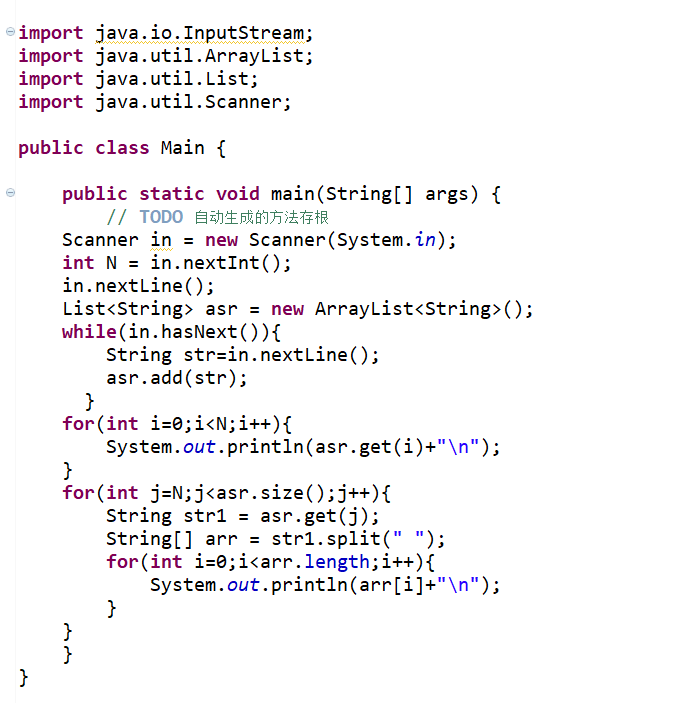 import java.io.InputStream;
import java.util.ArrayList;
import java.util.List;
import java.util.Scanner;
public class Main {
public static void main(String[] args) {
// TODO 自动生成的方法存根
Scanner in = new Scanner(System.in);
int N = in.nextInt();
in.nextLine();
List<String> asr = new ArrayList<String>();
while(in.hasNext()){
String str=in.nextLine();
asr.add(str);
}
for(int i=0;i<N;i++){
System.out.println(asr.get(i)+"\n");
}
for(int j=N;j<asr.size();j++){
String str1 = asr.get(j);
String[] arr = str1.split(" ");
for(int i=0;i<arr.length;i++){
System.out.println(arr[i]+"\n");
}
}
}
}